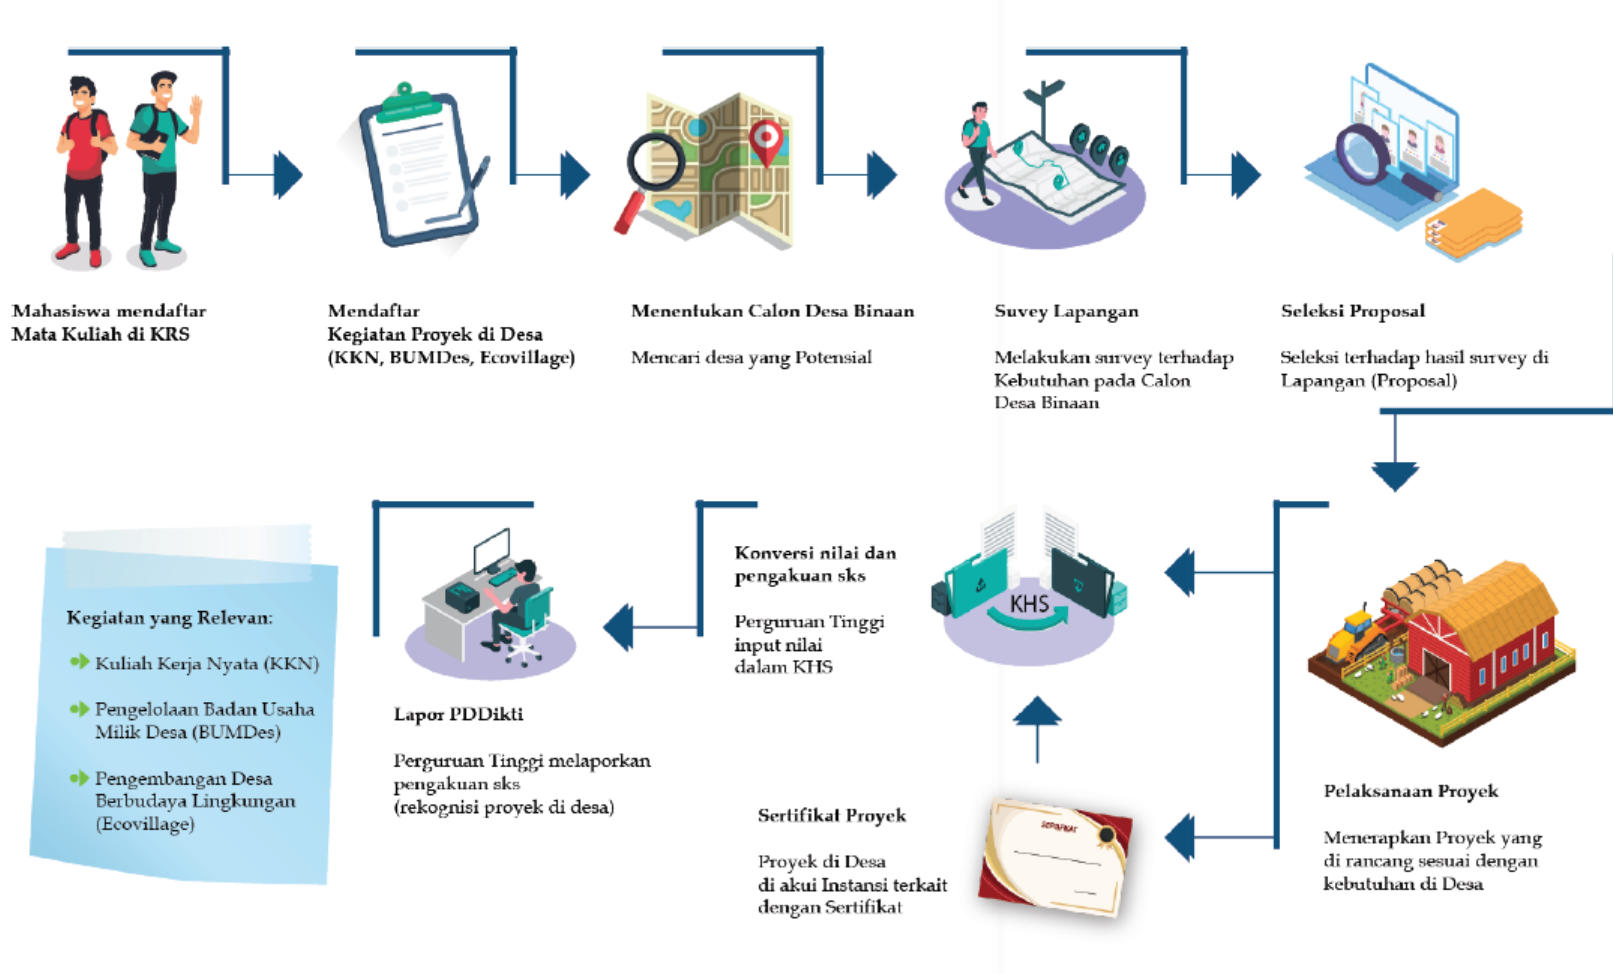 Mahasiswa mendaftar
Mata Kuliah di KRS
Mendaftar
Kegiatan Proyek di Desa
(KKN, BUMDes, Ecovillage)
Menentukan Calon Desa Binaan
Mencari desa yang Potensial
Suvey Lapangan
Melakukan survey terhadap
Kebutuhan pada Calon
Desa Binaan
Seleksi Proposal
Seleksi terhadap hasil survey di
Lapangan (Proposal)
Pelaksanaan Proyek
Menerapkan Proyek yang
di rancang sesuai dengan
kebutuhan di Desa
KHS
Konversi nilai dan
pengakuan sks
Perguruan Tinggi
input nilai
dalam KHS
SERTIFIKAT
Sertifikat Proyek
Proyek di Desa
di akui Instansi terkait
dengan Sertifikat
Lapor PDDikti
Perguruan Tinggi melaporkan
pengakuan sks
(rekognisi proyek di desa)
Kegiatan yang Relevan:
Kuliah Kerja Nyata (KKN)
Pengelolaan Badan Usaha
Milik Desa (BUMDes)
Pengembangan Desa
Berbudaya Lingkungan
(Ecovillage)